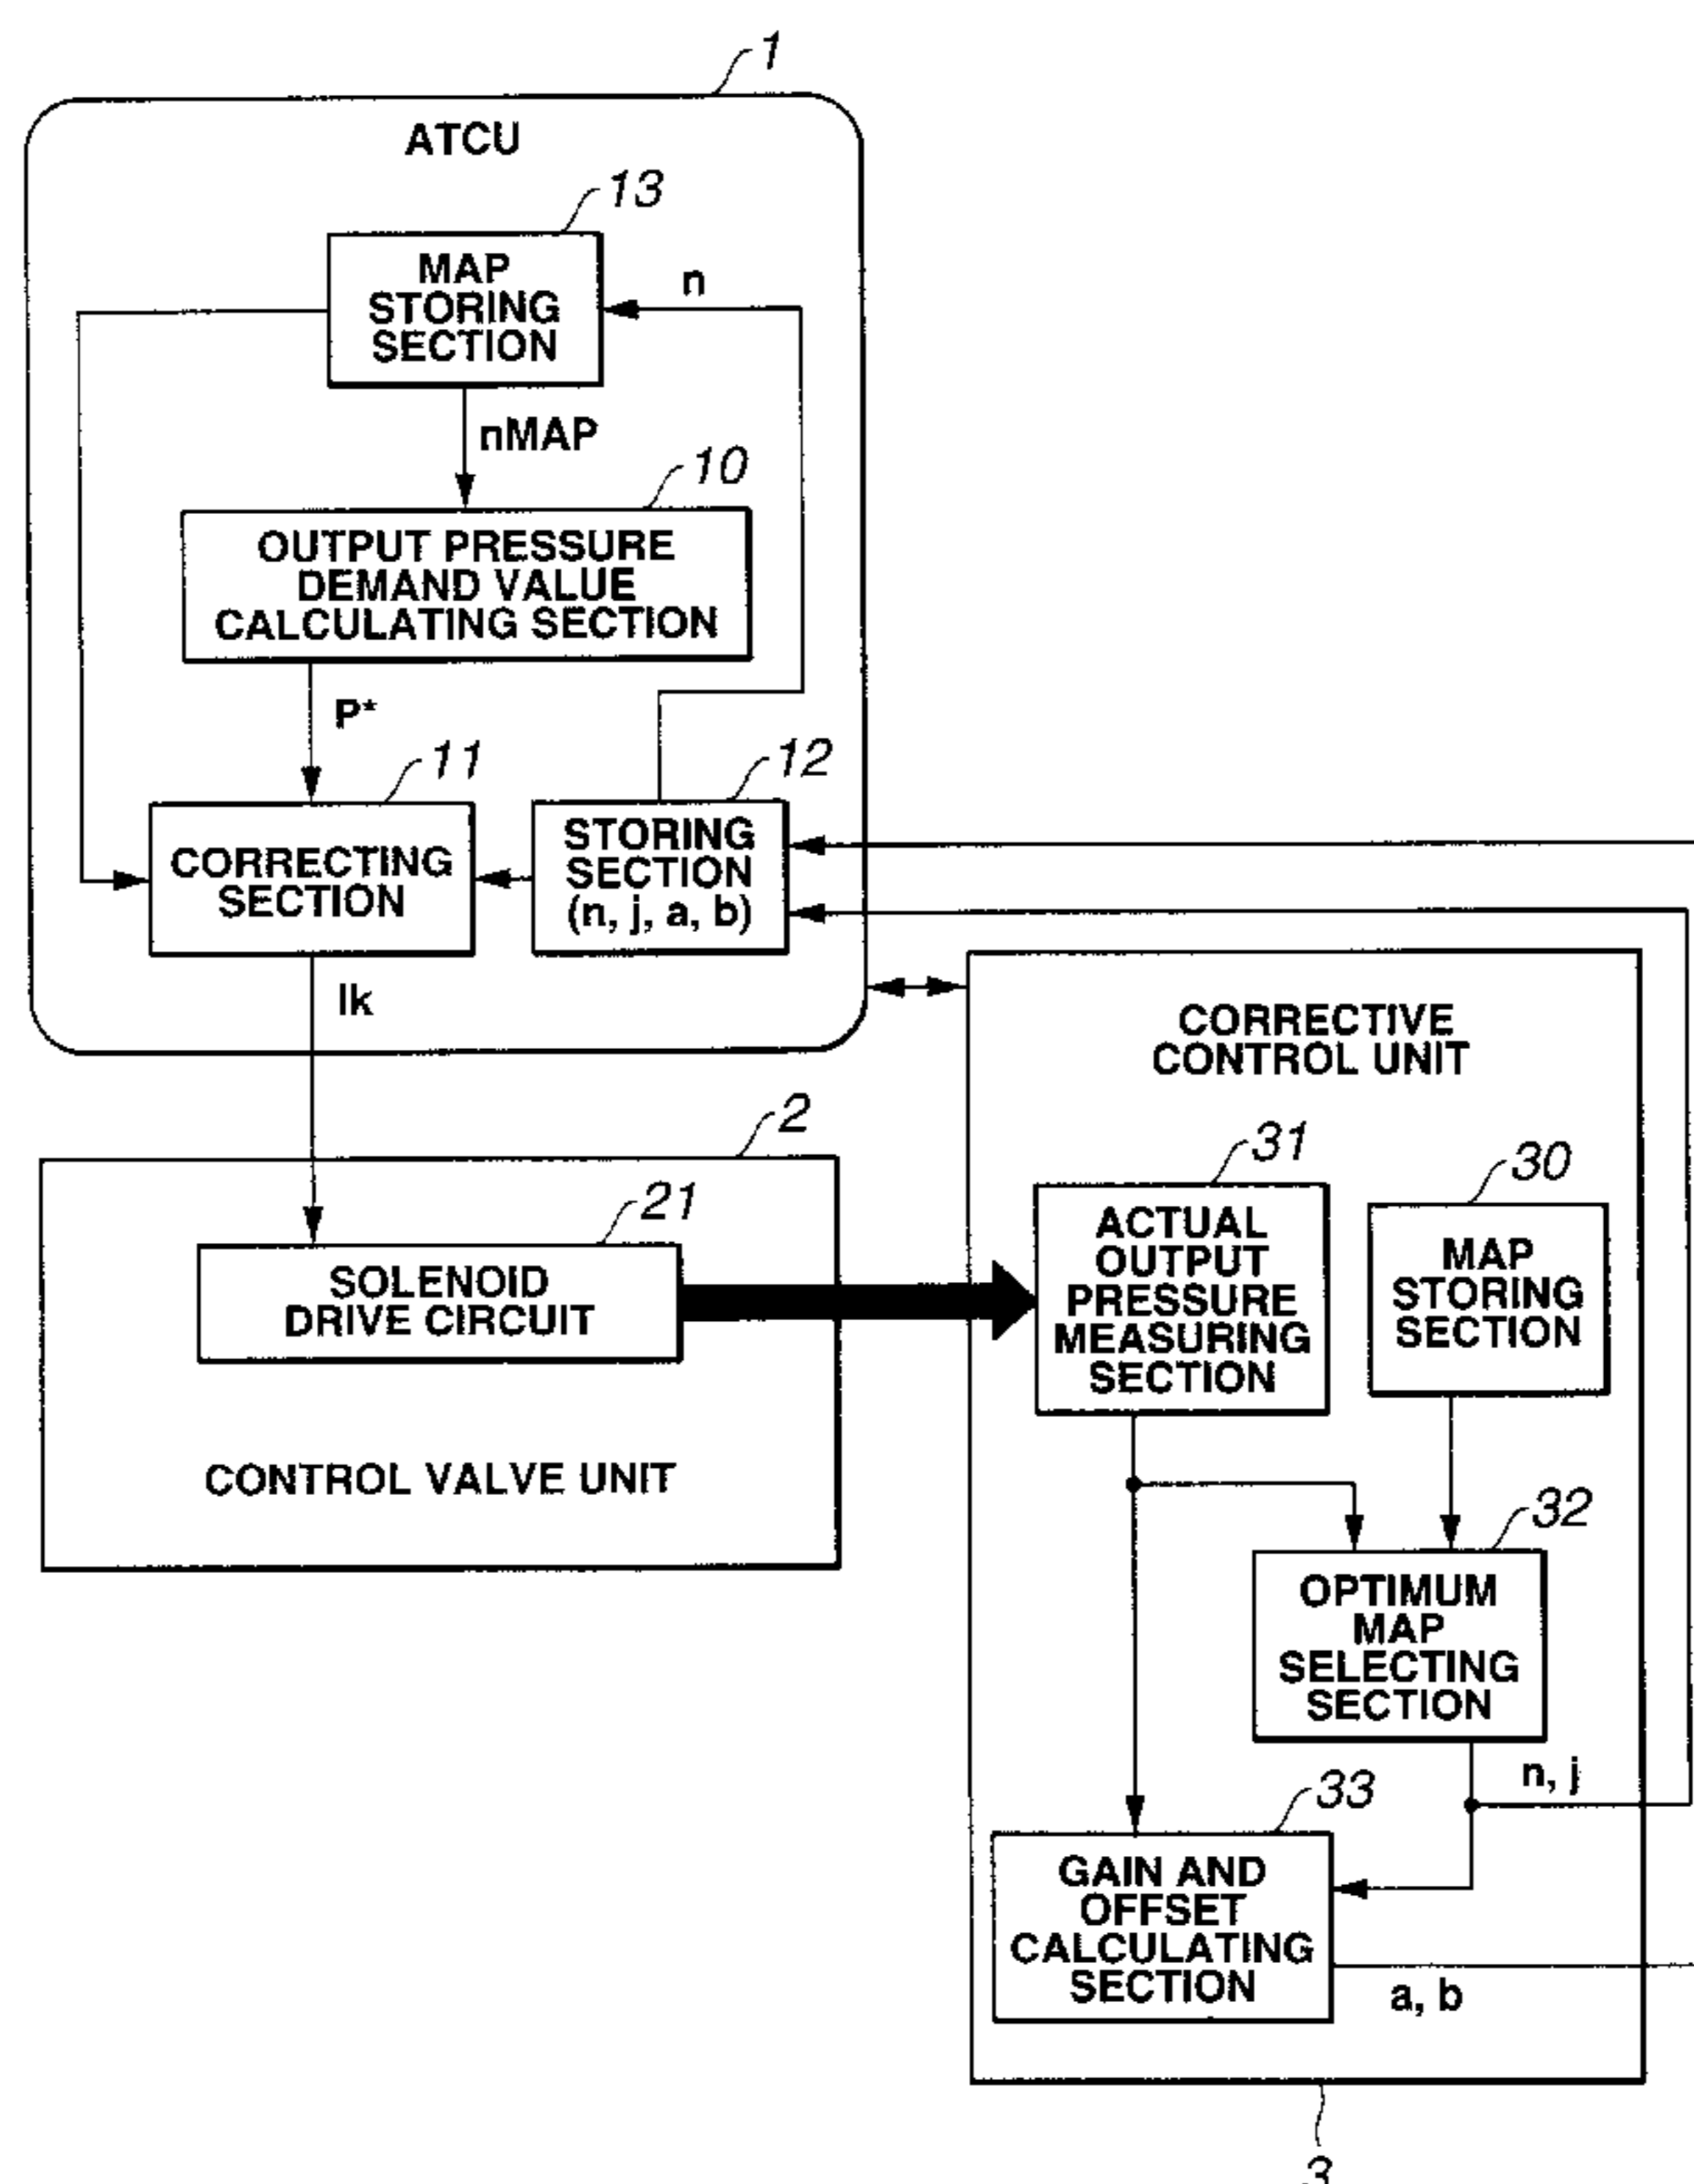 1
ATCU
13
MAP
STORING
SECTION
n
nMAP
10
OUTPUT PRESSURE
DEMAND VALUE
CALCULATING SECTION
P*
11
CORRECTING
SECTION
12
STORING
SECTION
(n, j, a, b)
Ik
CORRECTIVE
CONTROL UNIT
2
21
SOLENOID
DRIVE CIRCUIT
CONTROL VALVE UNIT
31
ACTUAL
OUTPUT
PRESSURE
MEASURING
SECTION
30
MAP
STORING
SECTION
32
OPTIMUM
MAP
SELECTING
SECTION
n, j
33
GAIN AND
OFFSET
CALCULATING
SECTION
a, b
3